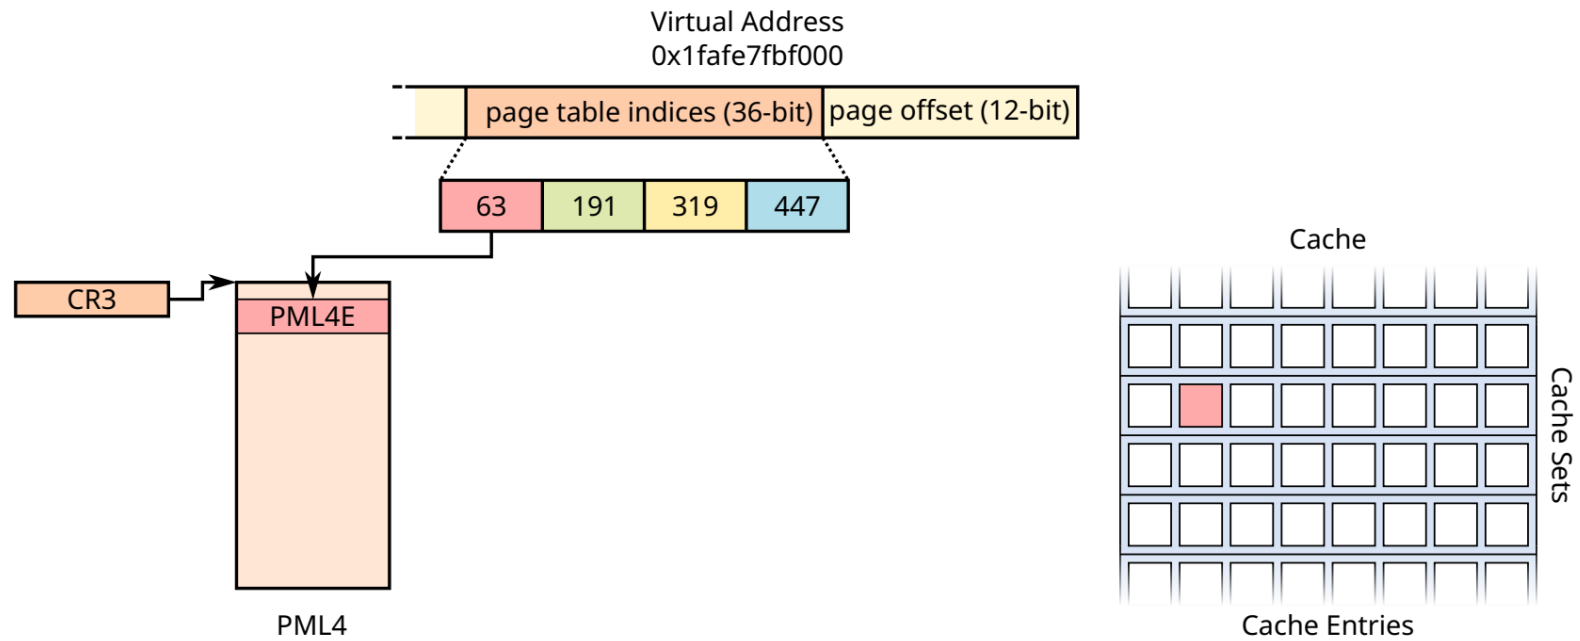 Virtual Address
0x1fafe7fbf000
page table indices (36-bit)
page offset (12-bit)
63
191
319
447
CR3
PML4E
PML4
Cache
Cache Sets
Cache Entries